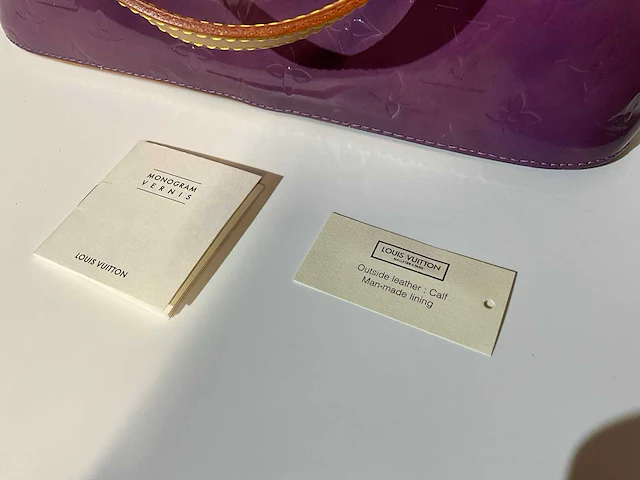 MONOGRAM
VERNIS
LOUIS VUITTON
LOUIS VUITTON
Outside leather : Calf
Man-made lining